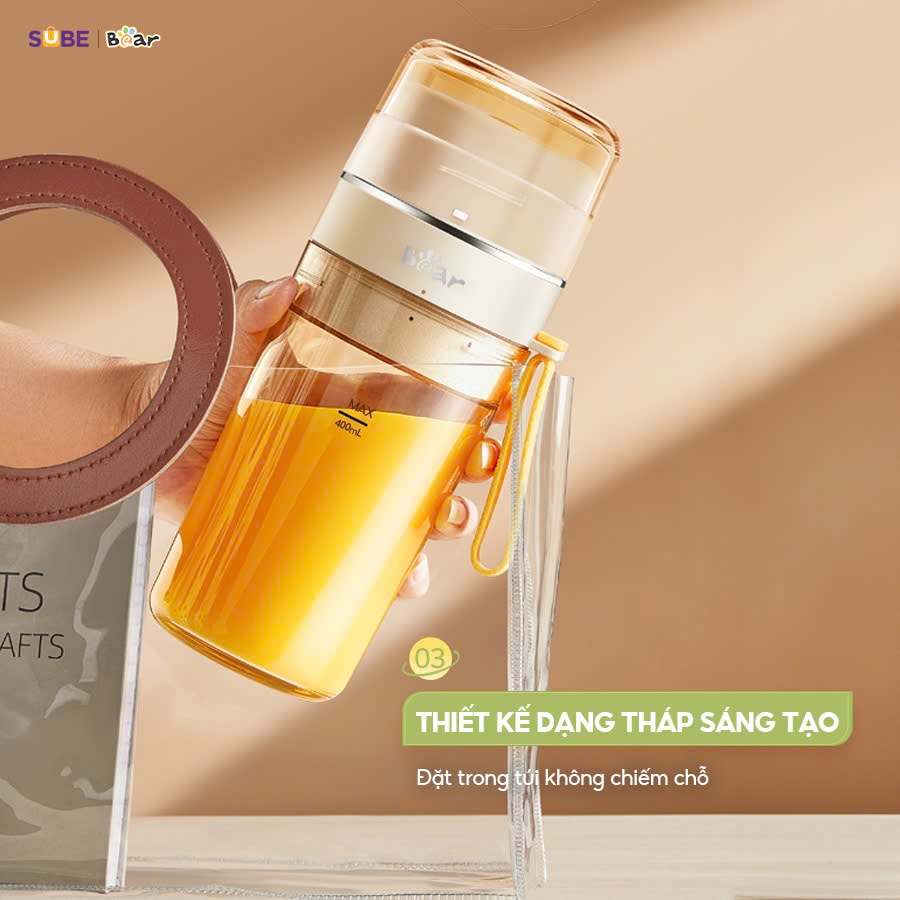 SUBE | Bear
Bear
MAX
400mL
TS
AFTS
03
THIẾT KẾ DẠNG THÁP SÁNG TẠO
Đặt trong túi không chiếm chỗ